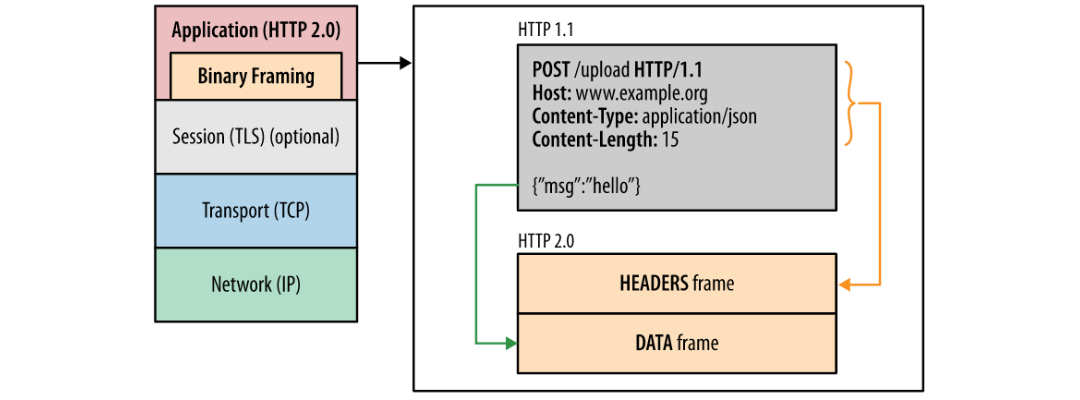 Application (HTTP 2.0)
Binary Framing
Session (TLS) (optional)
Transport (TCP)
Network (IP)
HTTP 1.1
POST /upload HTTP/1.1
Host: www.example.org
Content-Type: application/json
Content-Length: 15
{”msg”:”hello”}
HTTP 2.0
HEADERS frame
DATA frame